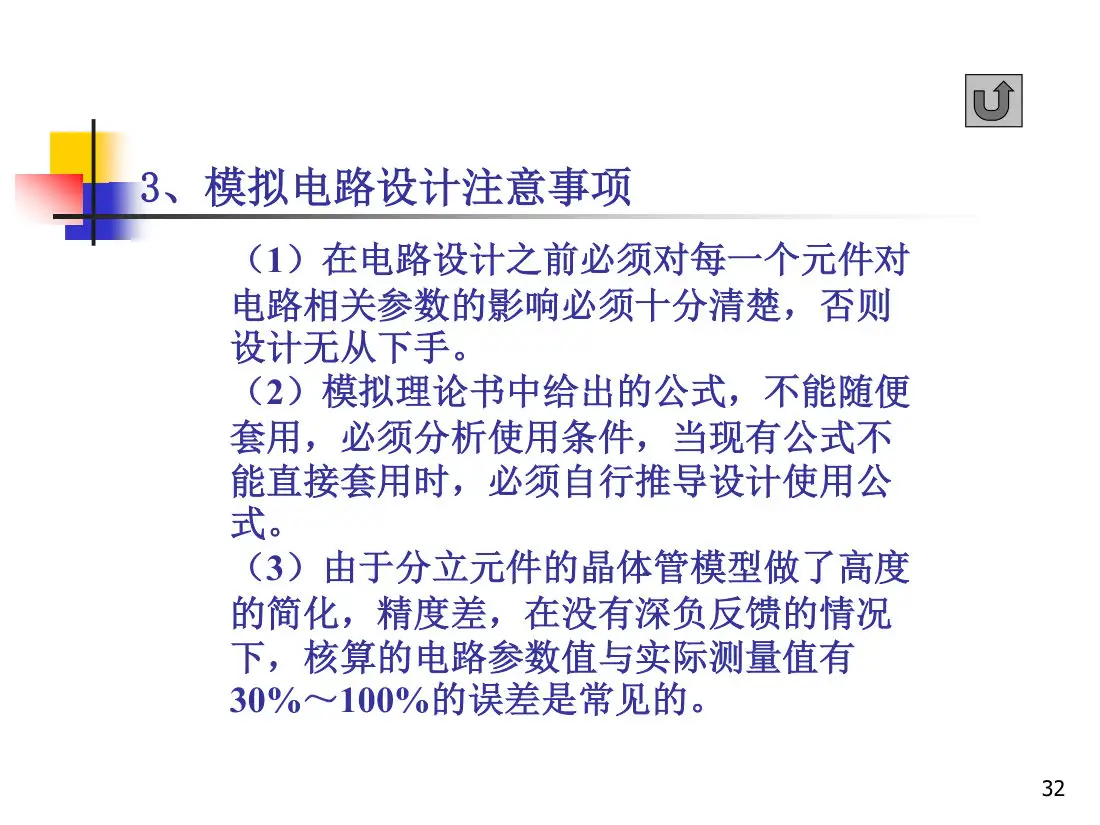 3、模拟电路设计注意事项
（1）在电路设计之前必须对每一个元件对
电路相关参数的影响必须十分清楚，否则
设计无从下手。
（2）模拟理论书中给出的公式，不能随便
套用，必须分析使用条件，当现有公式不
能直接套用时，必须自行推导设计使用公
式。
（3）由于分立元件的晶体管模型做了高度
的简化，精度差，在没有深负反馈的情况
下，核算的电路参数值与实际测量值有
30%～100%的误差是常见的。
32